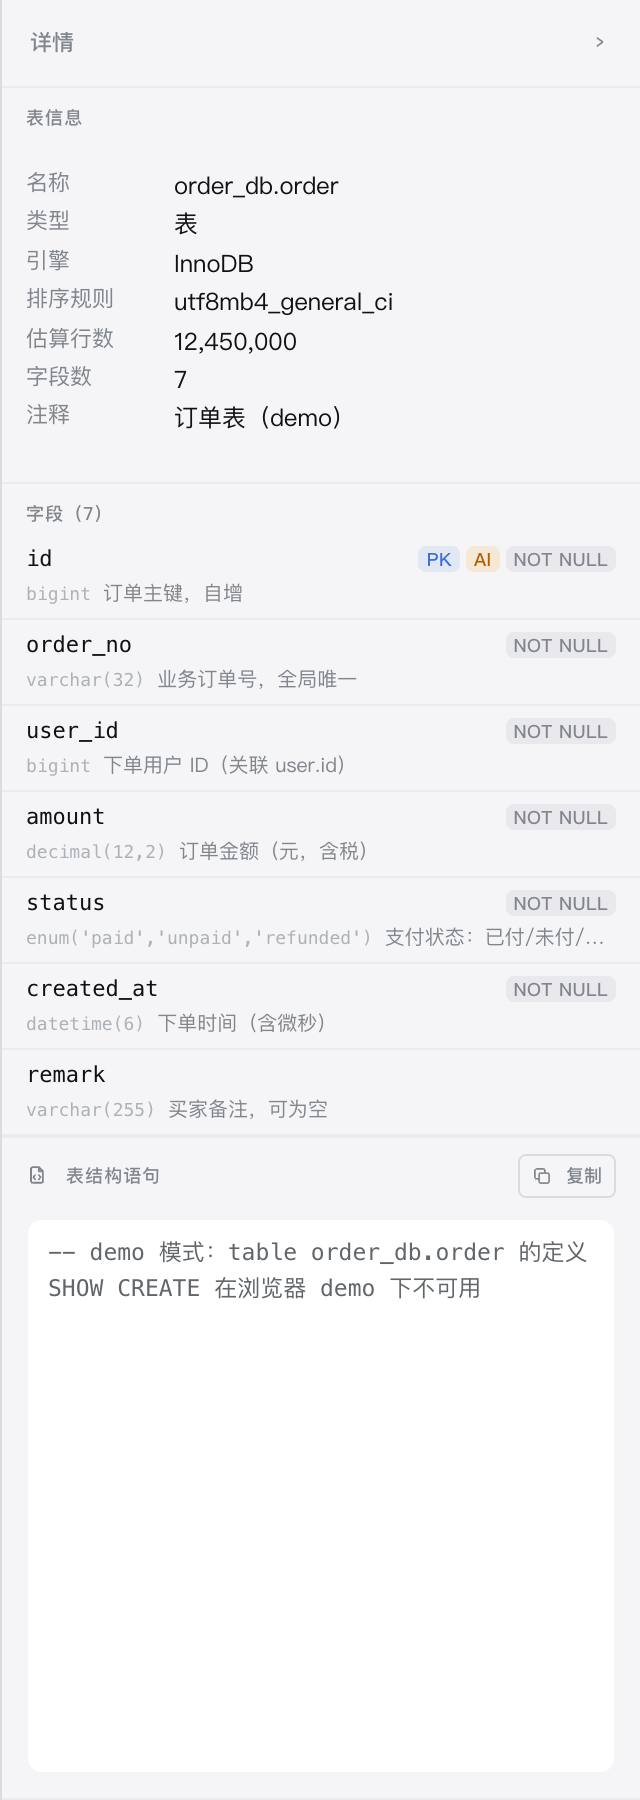 详情
表信息
名称 order_db.order
类型 表
引擎 InnoDB
排序规则 utf8mb4_general_ci
估算行数 12,450,000
字段数 7
注释 订单表（demo）
字段（7）
id PK AI NOT NULL
bigint 订单主键，自增
order_no NOT NULL
varchar(32) 业务订单号，全局唯一
user_id NOT NULL
bigint 下单用户 ID（关联 user.id）
amount NOT NULL
decimal(12,2) 订单金额（元，含税）
status NOT NULL
enum('paid','unpaid','refunded') 支付状态：已付/未付/...
created_at NOT NULL
datetime(6) 下单时间（含微秒）
remark
varchar(255) 买家备注，可为空
表结构语句 复制
-- demo 模式：table order_db.order 的定义
SHOW CREATE 在浏览器 demo 下不可用